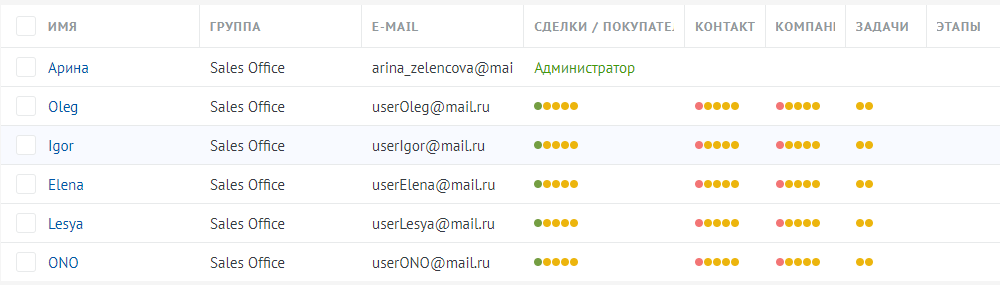 ИМЯ ГРУППА E-MAIL СДЕЛКИ / ПОКУПАТЕ. КОНТАКТ КОМПАНИ ЗАДАЧИ ЭТАПЫ
Арина Sales Office arina_zelencova@mai Администратор
Oleg Sales Office userOleg@mail.ru
Igor Sales Office userIgor@mail.ru
Elena Sales Office userElena@mail.ru
Lesya Sales Office userLesya@mail.ru
ONO Sales Office userONO@mail.ru